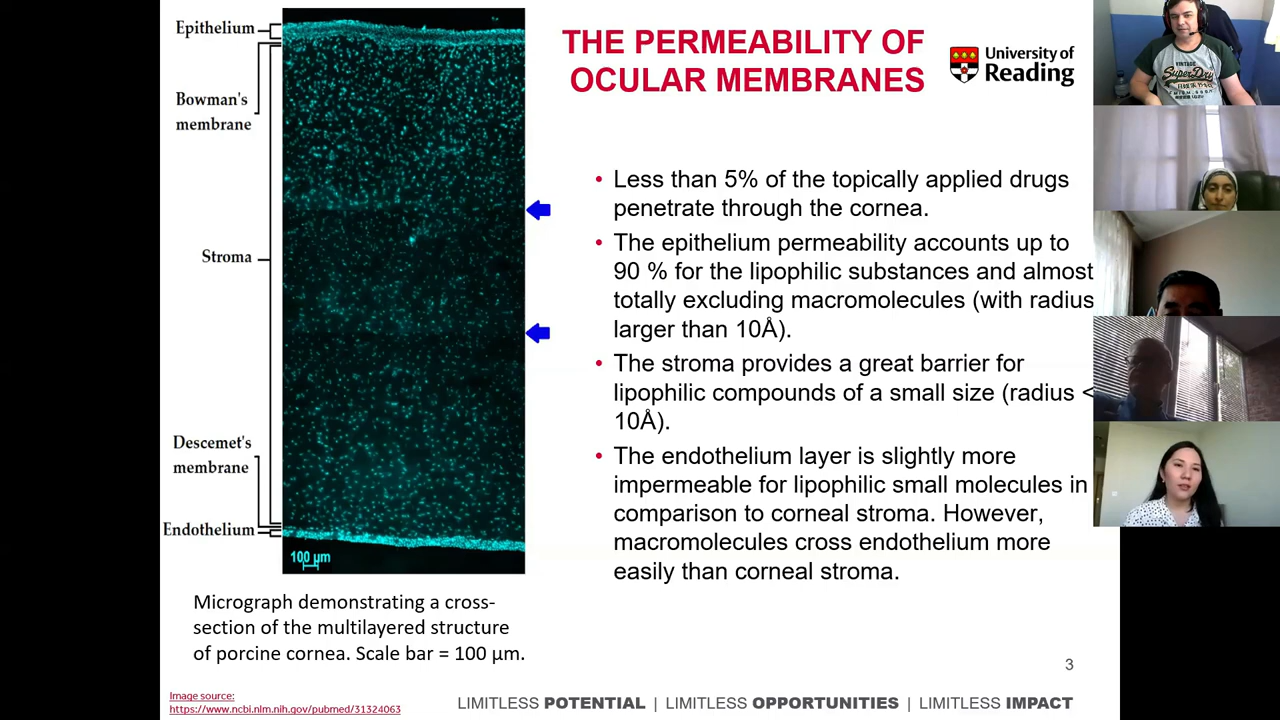 THE PERMEABILITY OF
OCULAR MEMBRANES
University of
Reading
Epithelium
Bowman's
membrane
Stroma
Descemet's
membrane
Endothelium
100 µm
Micrograph demonstrating a cross-
section of the multilayered structure
of porcine cornea. Scale bar = 100 µm.
• Less than 5% of the topically applied drugs
penetrate through the cornea.
• The epithelium permeability accounts up to
90 % for the lipophilic substances and almost
totally excluding macromolecules (with radius
larger than 10Å).
• The stroma provides a great barrier for
lipophilic compounds of a small size (radius <
10Å).
• The endothelium layer is slightly more
impermeable for lipophilic small molecules in
comparison to corneal stroma. However,
macromolecules cross endothelium more
easily than corneal stroma.
3
Image source:
https://www.ncbi.nlm.nih.gov/pubmed/31324063
LIMITLESS POTENTIAL | LIMITLESS OPPORTUNITIES | LIMITLESS IMPACT
VINTAGE
SuperDry